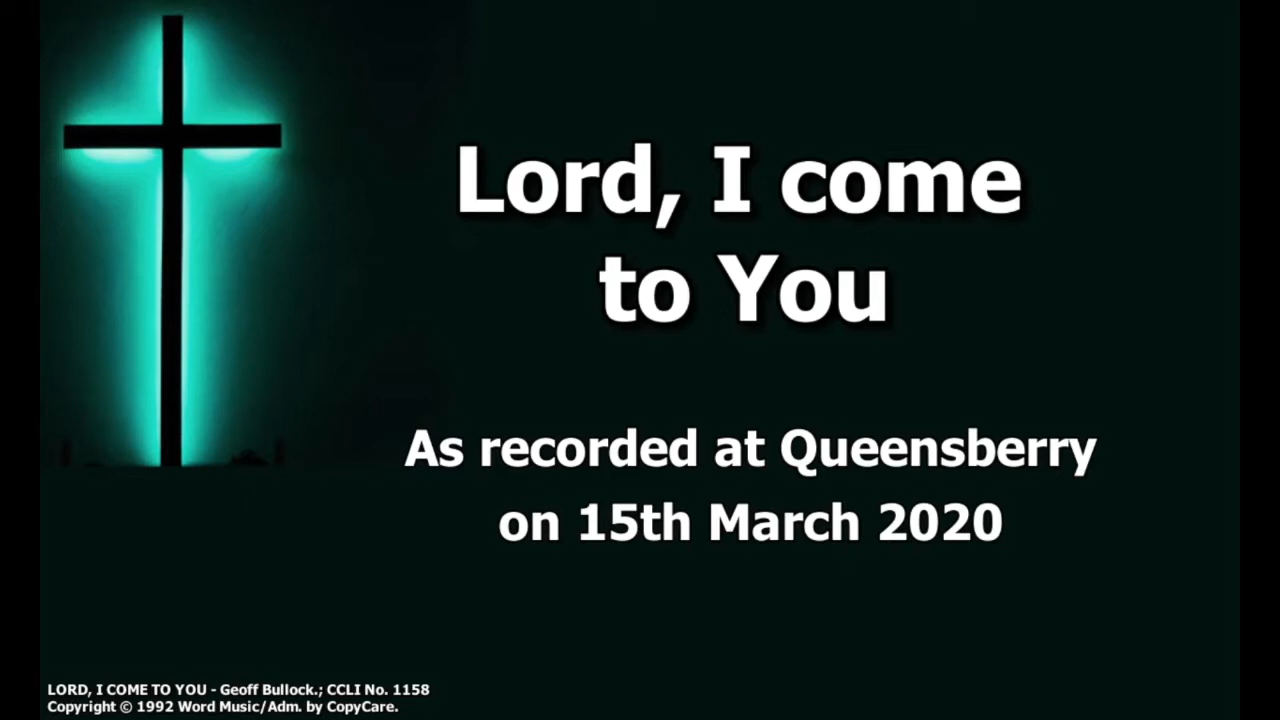 Lord, I come
to You
As recorded at Queensberry
on 15th March 2020
LORD, I COME TO YOU - Geoff Bullock.; CCLI No. 1158
Copyright © 1992 Word Music/Adm. by CopyCare.